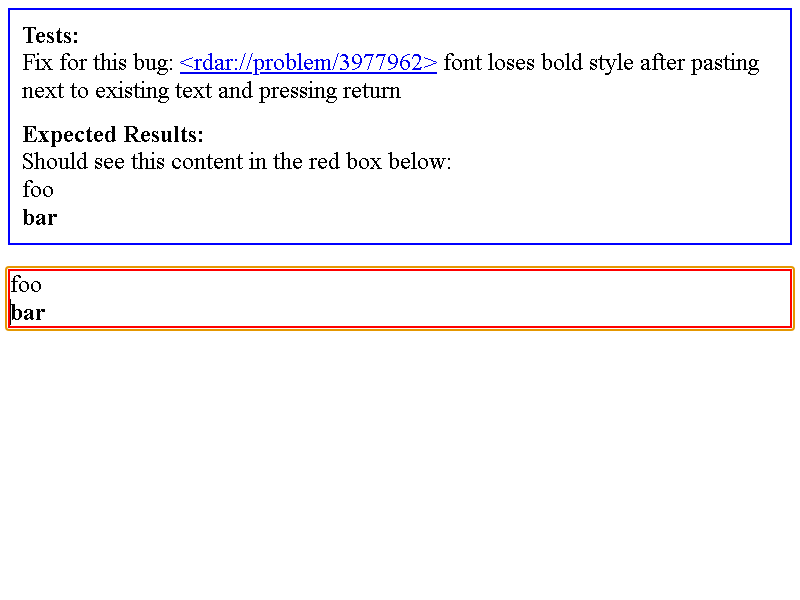 Tests:
Fix for this bug: <rdar://problem/3977962> font loses bold style after pasting
next to existing text and pressing return
Expected Results:
Should see this content in the red box below:
foo
bar
foo
bar